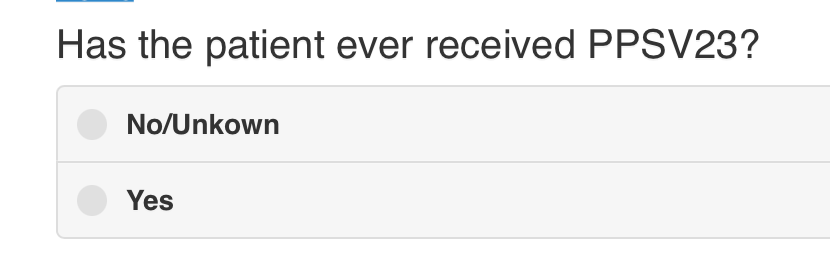 Has the patient ever received PPSV23?
No/Unkown
Yes